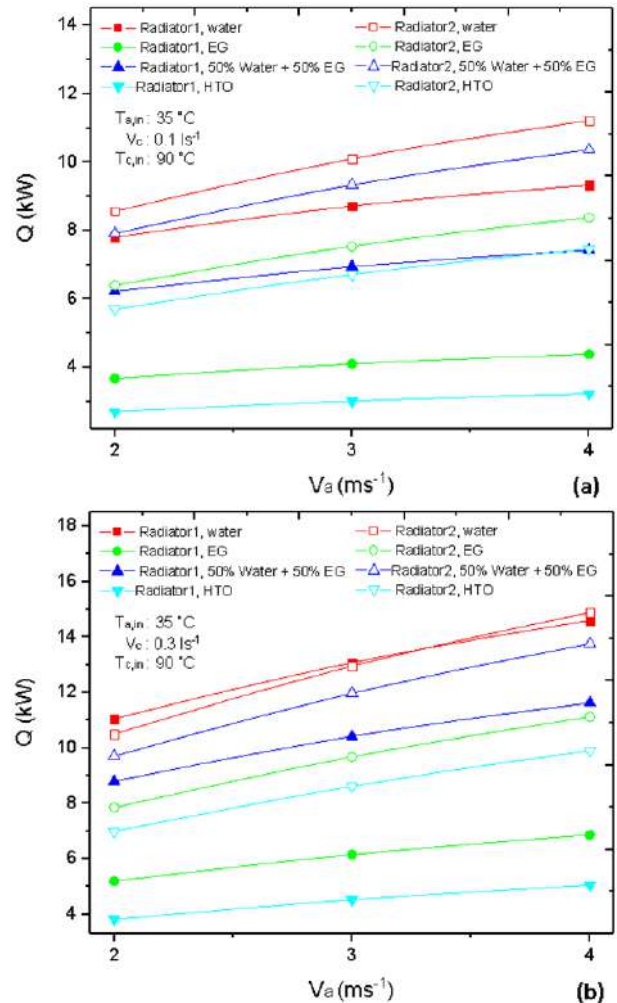 14
12
10
8
6
4
Q (kW)
Radiator1, water
Radiator2, water
Radiator1, EG
Radiator2, EG
Radiator1, 50% Water + 50% EG
Radiator2, 50% Water + 50% EG
Radiator1, HTO
Radiator2, HTO
Ta,in : 35 °C
Vc : 0.1 ls-1
Tc,in : 90 °C
2
3
4
Va (ms-1)
(a)
18
16
14
12
10
8
6
4
Q (kW)
Radiator1, water
Radiator2, water
Radiator1, EG
Radiator2, EG
Radiator1, 50% Water + 50% EG
Radiator2, 50% Water + 50% EG
Radiator1, HTO
Radiator2, HTO
Ta,in : 35 °C
Vc : 0.3 ls-1
Tc,in : 90 °C
2
3
4
Va (ms-1)
(b)